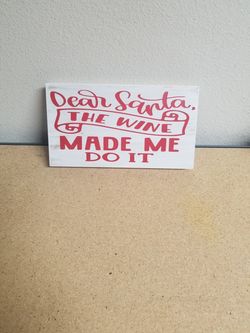 Dear Santa,
THE WINE
MADE ME
DO IT